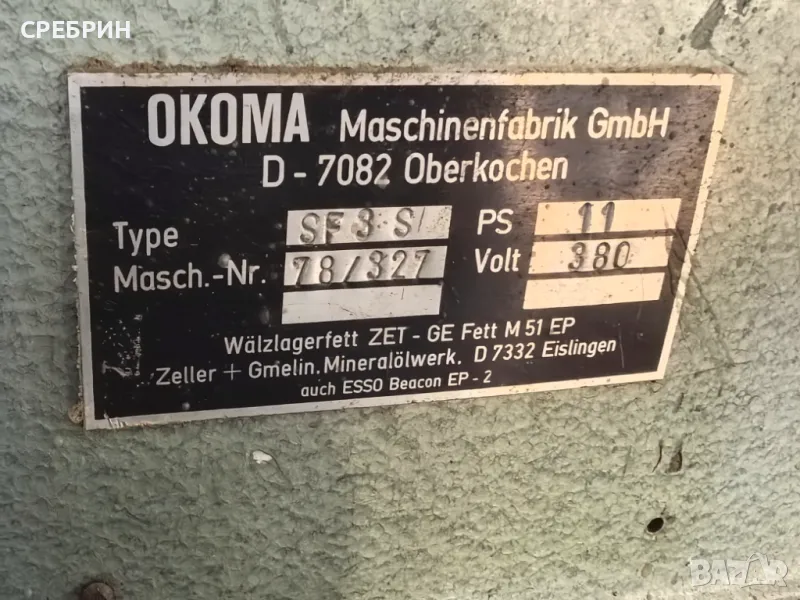 СРЕБРИН
OKOMA Maschinenfabrik GmbH
D - 7082 Oberkochen
Type SF 3 S PS 11
Masch.-Nr. 78/327 Volt 380
Wälzlagerfett ZET - GE Fett M 51 EP
Zeller + Gmelin. Mineralölwerk. D 7332 Eislingen
auch ESSO Beacon EP - 2
BAZAR